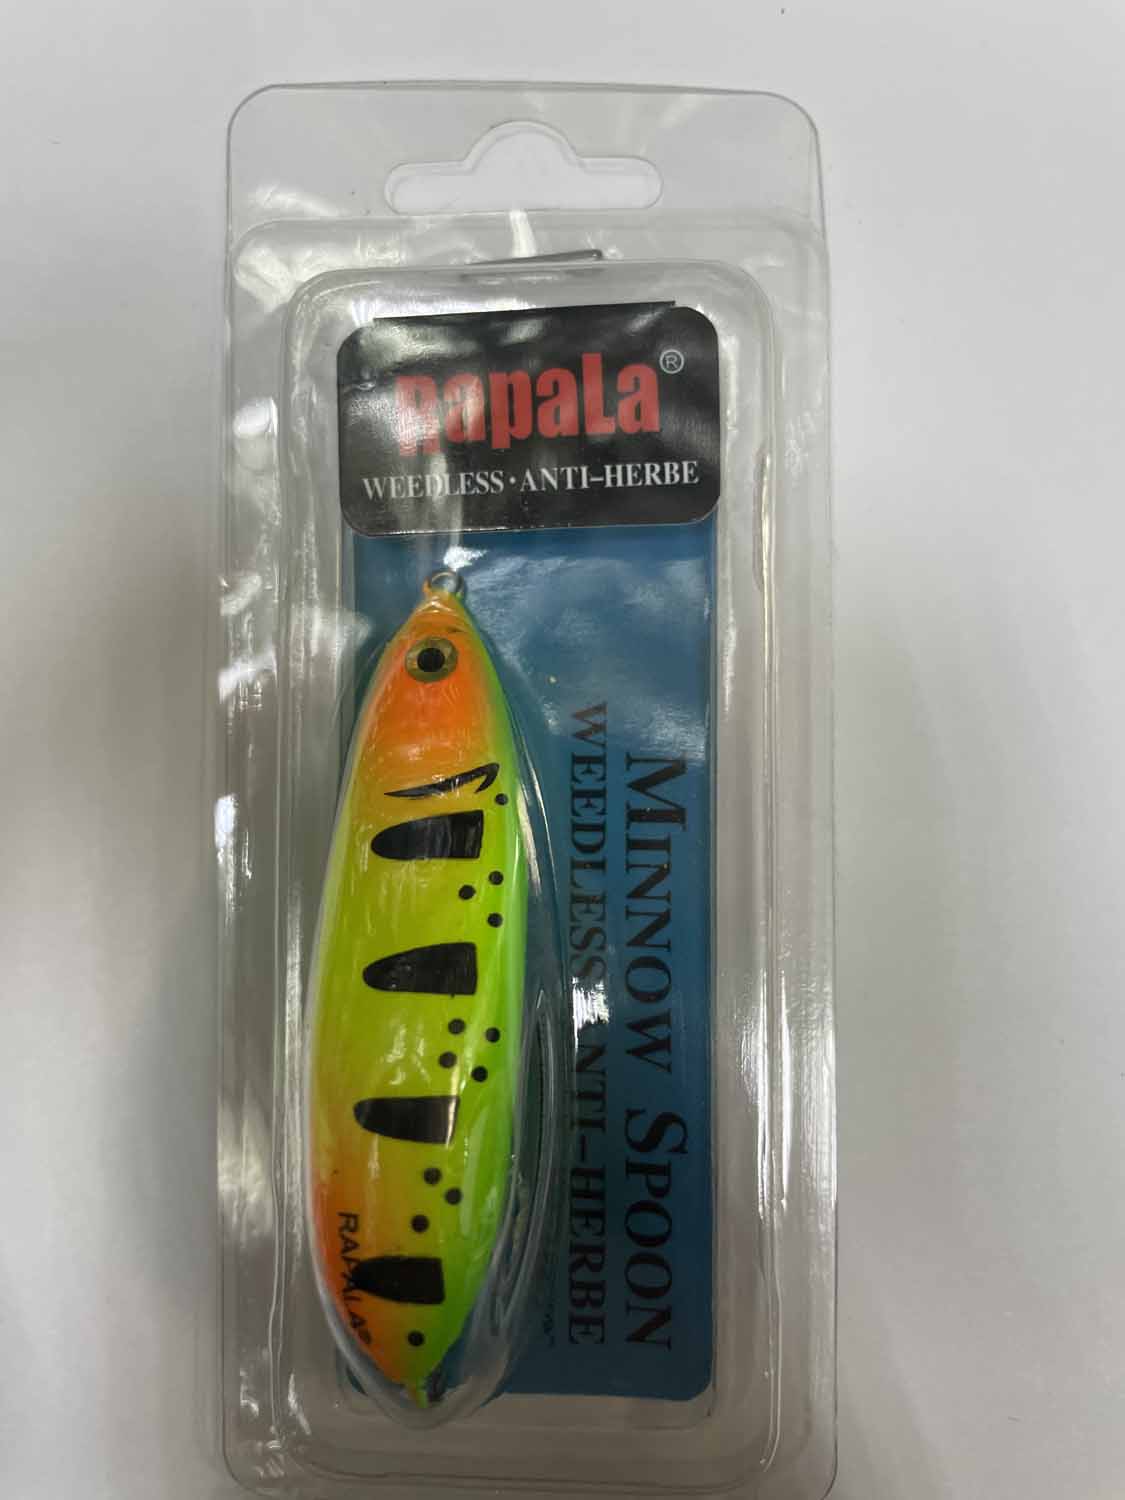 RapaLa®
WEEDLESS·ANTI-HERBE
MINNOW SPOON
WEEDLESS ANTI-HERBE
RAPALA®